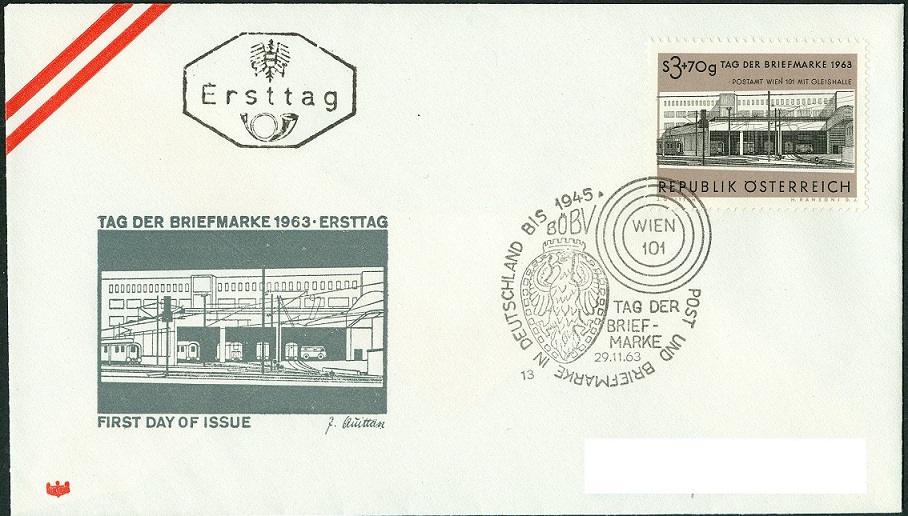 Ersttag
S3+70g TAG DER BRIEFMARKE 1963
POSTAMT WIEN 101 MIT GLEISHALLE
REPUBLIK ÖSTERREICH
H. RANZONI D. J.
TAG DER BRIEFMARKE 1963 · ERSTTAG
FIRST DAY OF ISSUE
POST UND BRIEFMARKE IN DEUTSCHLAND BIS 1945
BÖBV
WIEN
101
TAG DER
BRIEF-
MARKE
29.11.63
13